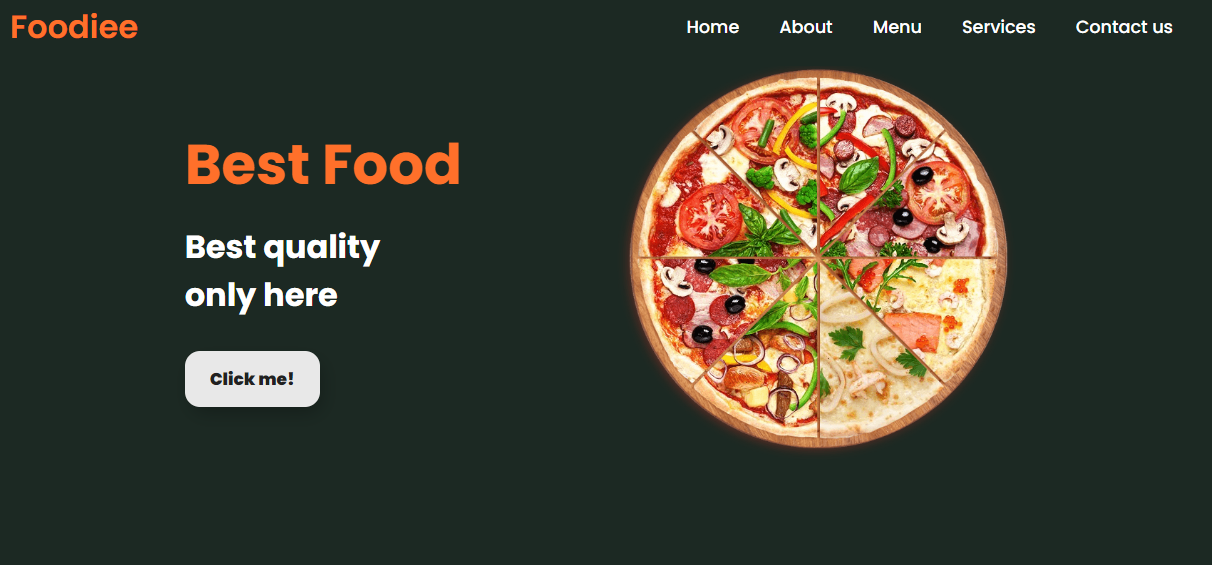 Foodiee
Home About Menu Services Contact us
Best Food
Best quality
only here
Click me!